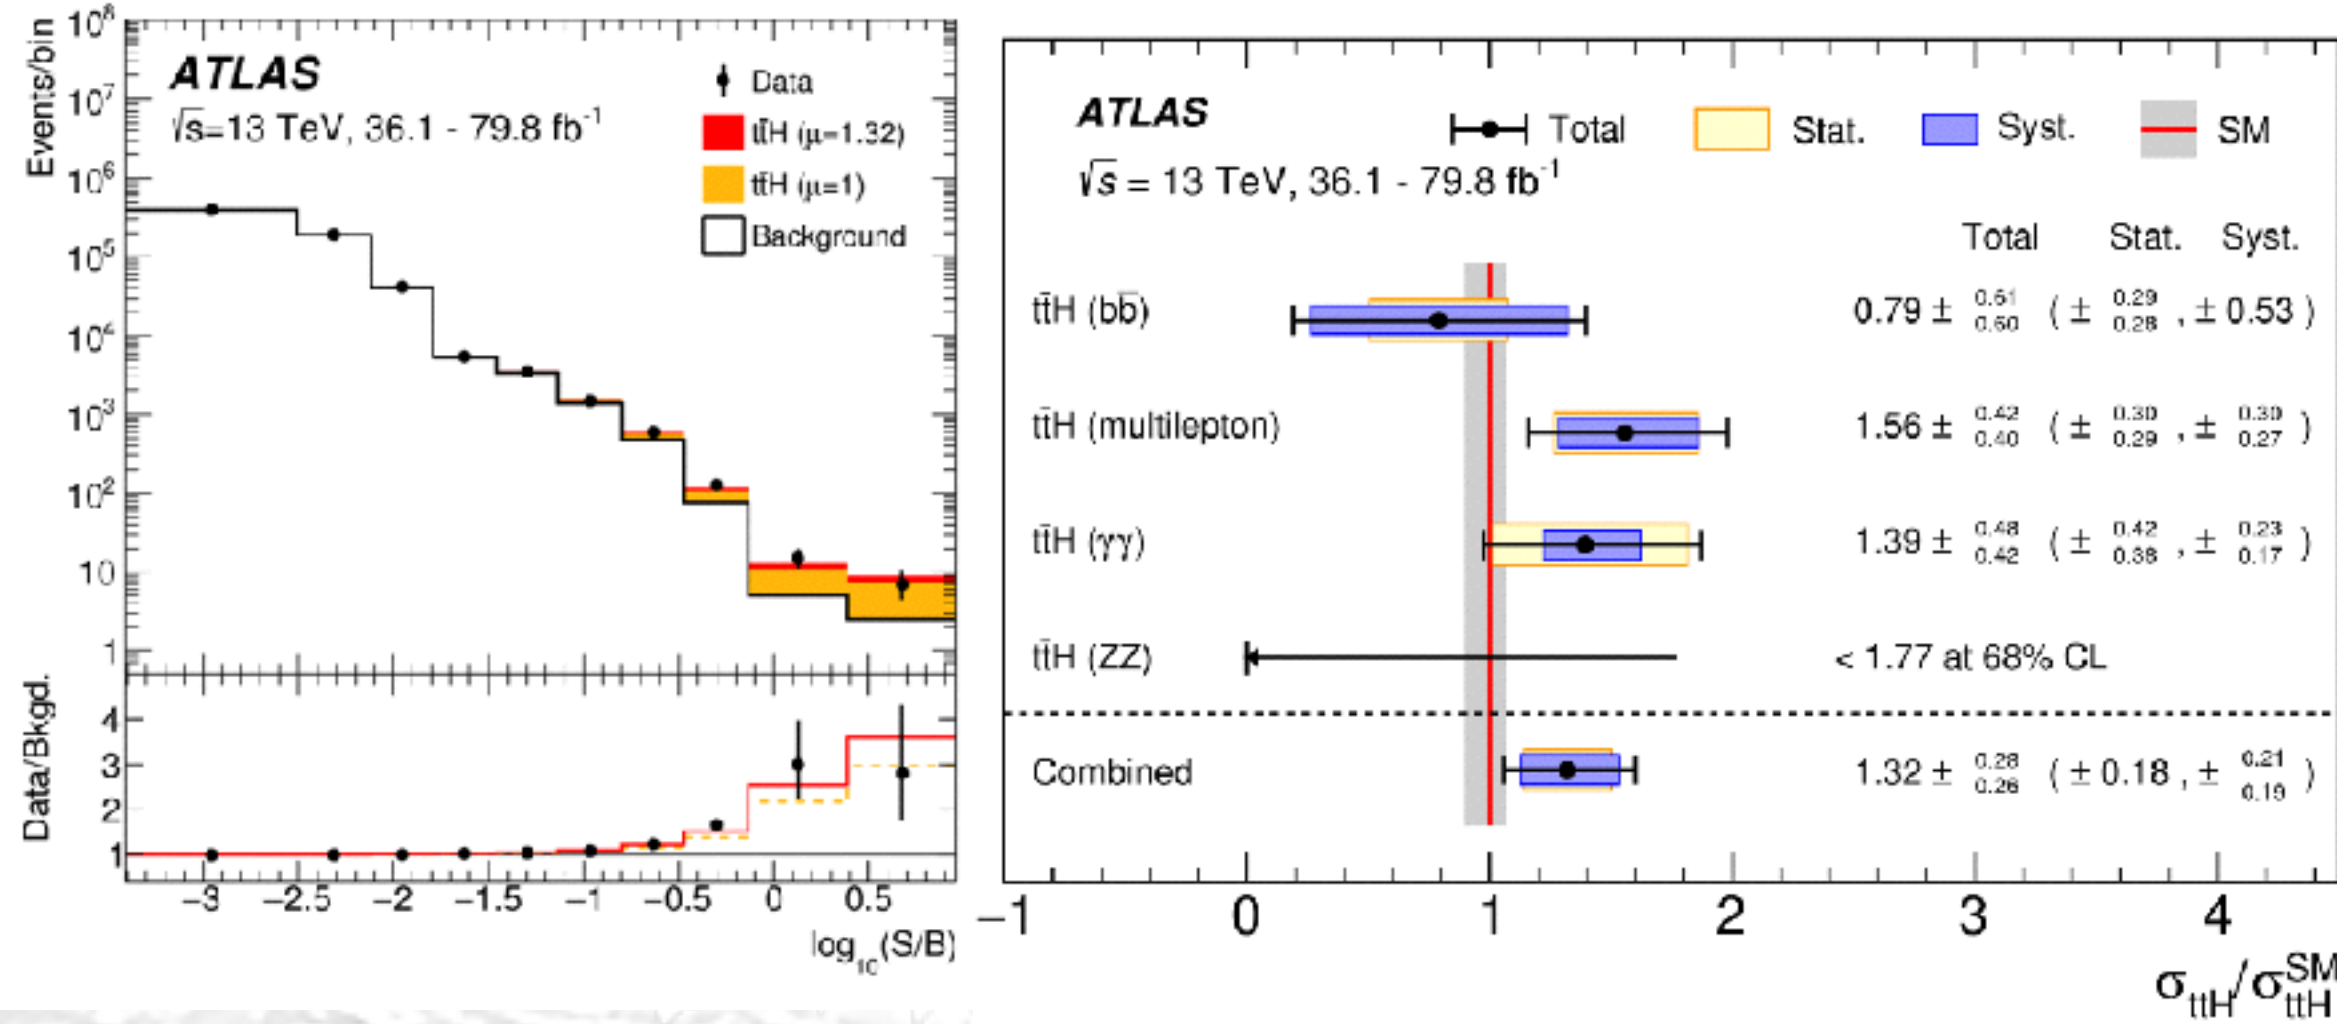 ATLAS
√s=13 TeV, 36.1 - 79.8 fb⁻¹
Data
tt̄H (μ=1.32)
tt̄H (μ=1)
Background
Events/bin
10⁸
10⁷
10⁶
10⁵
10⁴
10³
10²
10
1
Data/Bkgd.
4
3
2
1
−3 −2.5 −2 −1.5 −1 −0.5 0 0.5
log₁₀(S/B)
ATLAS
√s = 13 TeV, 36.1 - 79.8 fb⁻¹
Total Stat. Syst. SM
Total Stat. Syst.
tt̄H (bb̄) 0.79 ± 0.61 0.60 ( ± 0.29 0.28 , ± 0.53 )
tt̄H (multilepton) 1.56 ± 0.42 0.40 ( ± 0.30 0.29 , ± 0.30 0.27 )
tt̄H (γγ) 1.39 ± 0.48 0.42 ( ± 0.42 0.38 , ± 0.23 0.17 )
tt̄H (ZZ) < 1.77 at 68% CL
Combined 1.32 ± 0.28 0.26 ( ± 0.18 , ± 0.21 0.19 )
−1 0 1 2 3 4
σttH/σSMttH